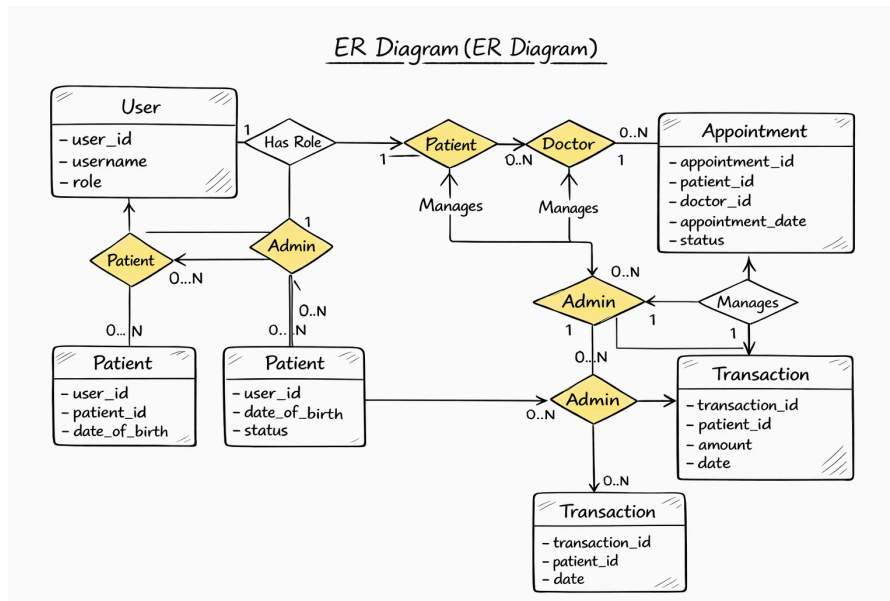 ER Diagram (ER Diagram)
User
- user_id
- username
- role
1
Has Role
1
Patient
0..N
Doctor
0..N
1
Appointment
- appointment_id
- patient_id
- doctor_id
- appointment_date
- status
Manages
Manages
Patient
0...N
1
Admin
0..N
0...N
0...N
Patient
- user_id
- patient_id
- date_of_birth
Patient
- user_id
- date_of_birth
- status
0..N
Admin
1
1
Manages
1
0...N
Admin
0..N
0..N
Transaction
- transaction_id
- patient_id
- amount
- date
Transaction
- transaction_id
- patient_id
- date